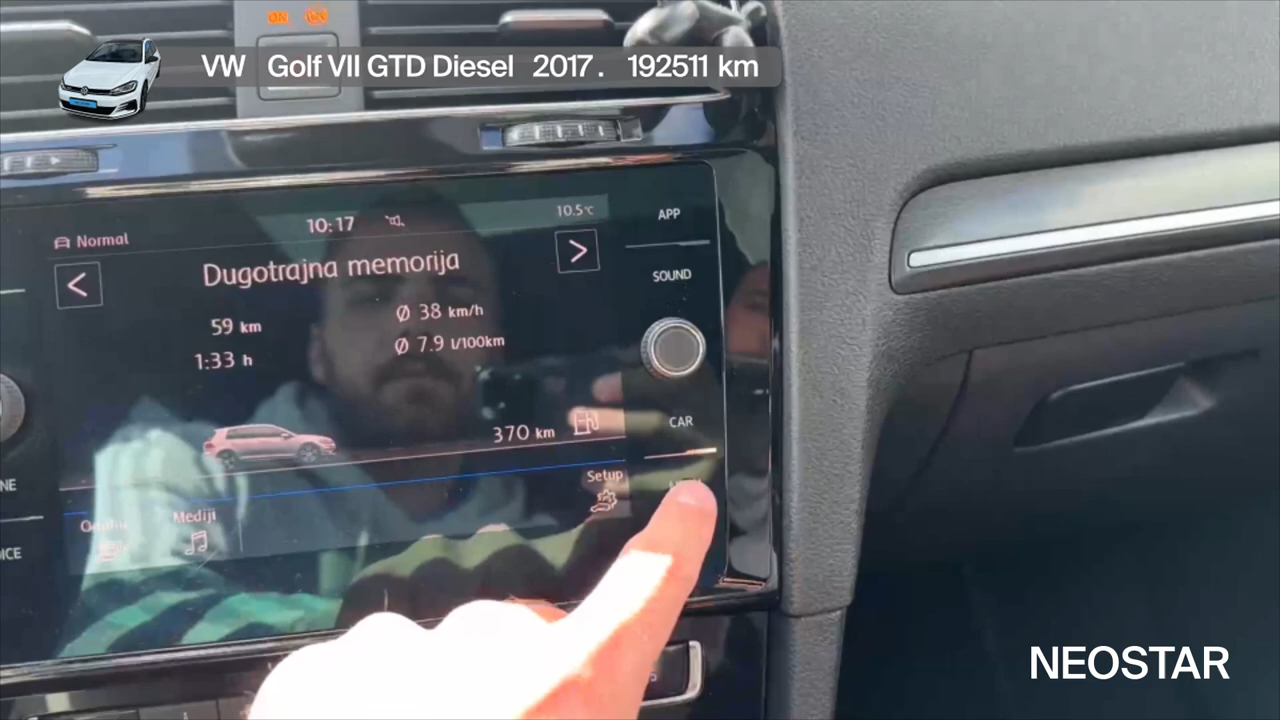 ON
VW Golf VII GTD Diesel 2017. 192511 km
10:17
10.5°C
APP
Normal
Dugotrajna memorija
SOUND
59 km
Ø 38 km/h
1:33 h
Ø 7.9 l/100km
CAR
370 km
Setup
NE
Mediji
ICE
NEOSTAR